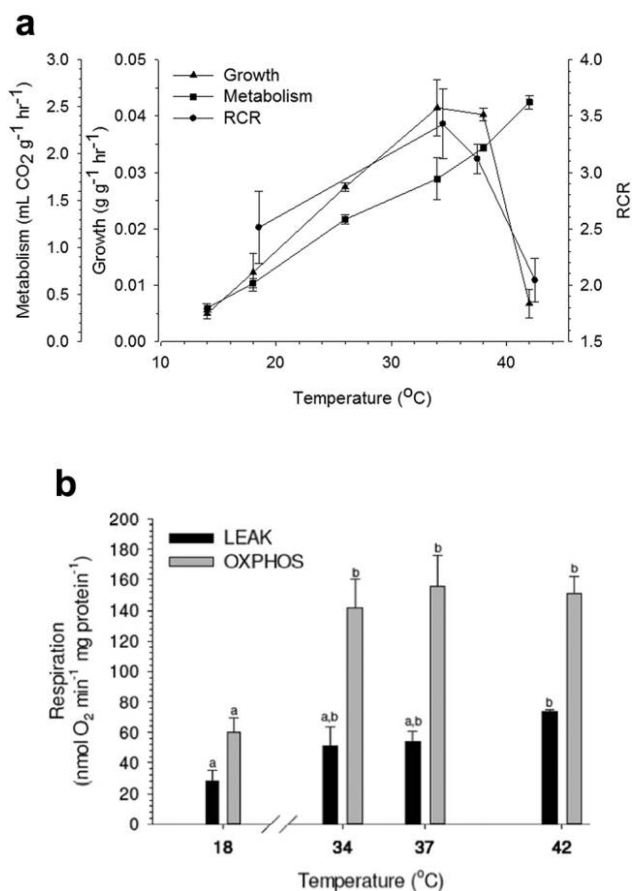 a
Metabolism (mL CO2 g-1 hr-1)
3.0
2.5
2.0
1.5
1.0
0.5
0.0
Growth (g g-1 hr-1)
0.05
0.04
0.03
0.02
0.01
0.00
Growth
Metabolism
RCR
4.0
3.5
3.0
2.5
2.0
1.5
RCR
10 20 30 40
Temperature (oC)
b
Respiration
(nmol O2 min-1 mg protein-1)
200
180
160
140
120
100
80
60
40
20
0
LEAK
OXPHOS
a a a,b b a,b b b b
18 34 37 42
Temperature (oC)